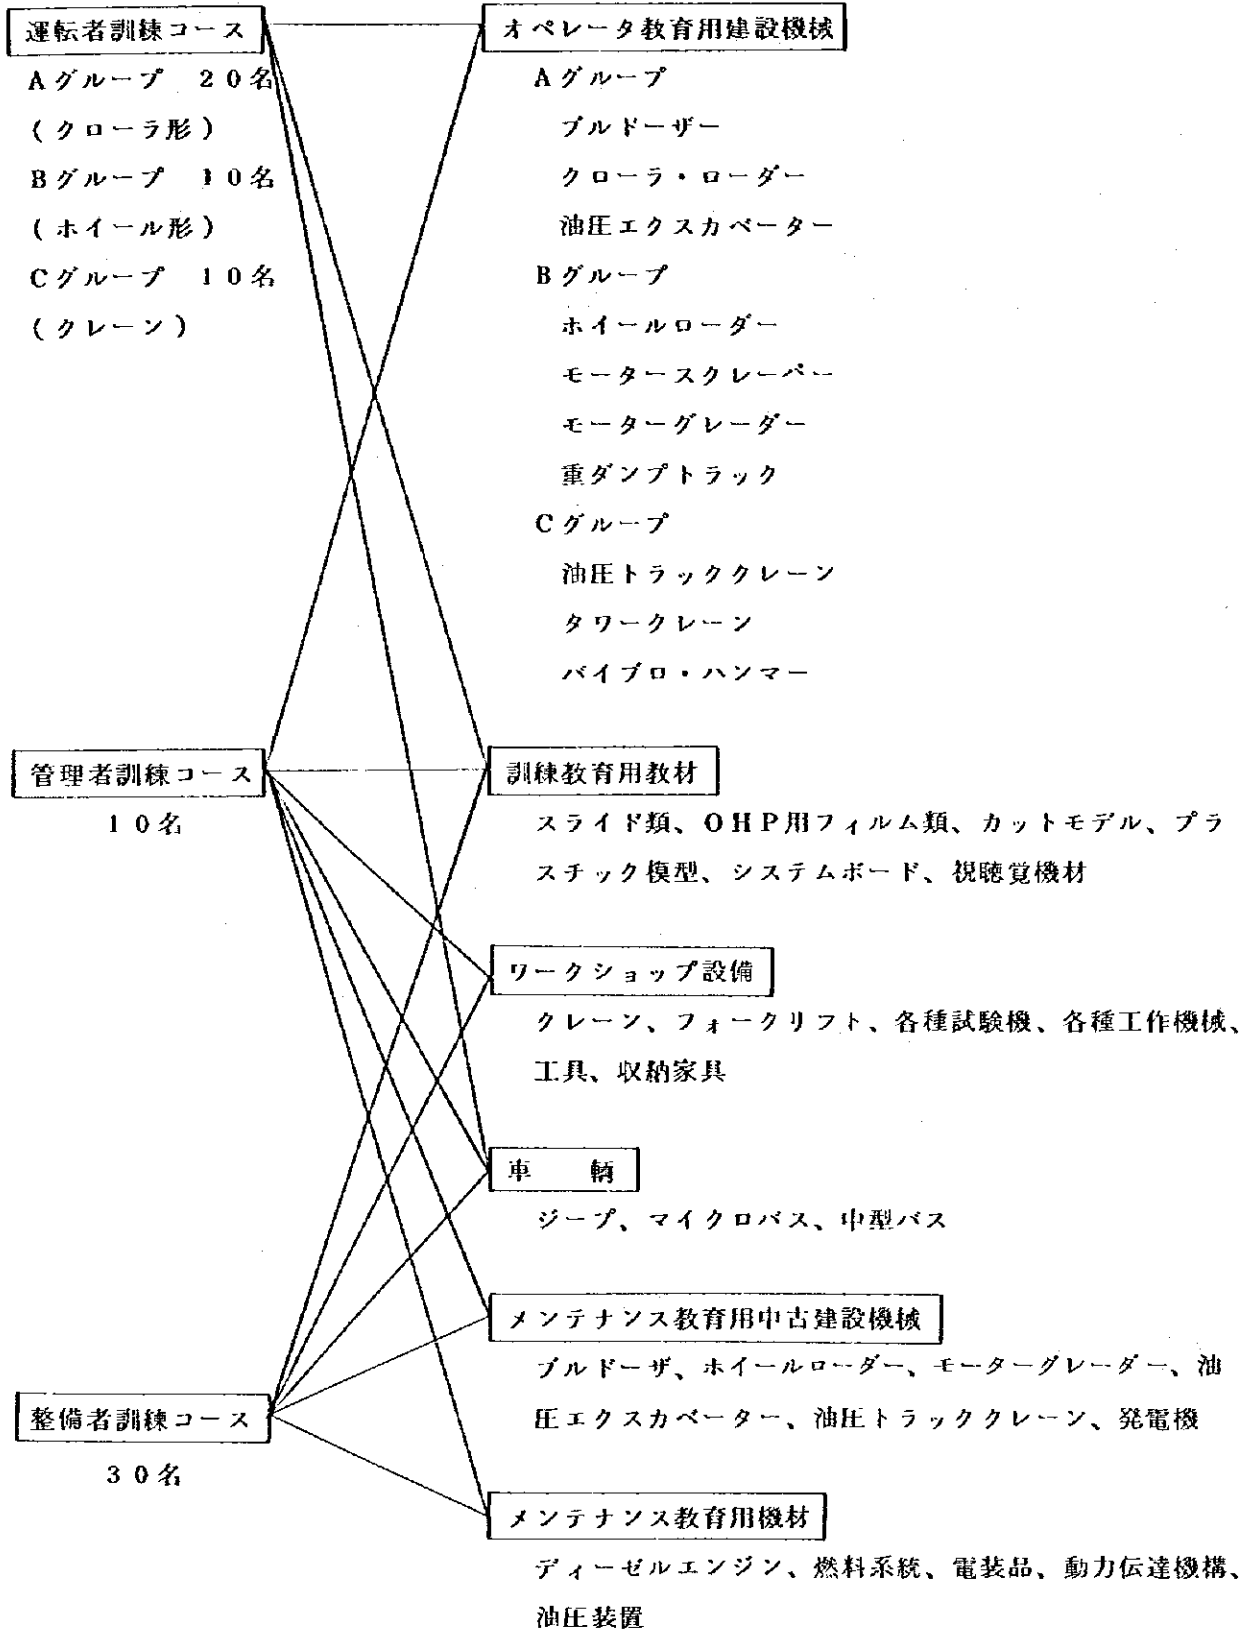 運転者訓練コース
Aグループ 20名
(クローラ形)
Bグループ 10名
(ホイール形)
Cグループ 10名
(クレーン)
管理者訓練コース
10名
整備者訓練コース
30名
オペレータ教育用建設機械
Aグループ
ブルドーザー
クローラ・ローダー
油圧エクスカベーター
Bグループ
ホイールローダー
モータースクレーパー
モーターグレーダー
重ダンプトラック
Cグループ
油圧トラッククレーン
タワークレーン
バイブロ・ハンマー
訓練教育用教材
スライド類、OHP用フィルム類、カットモデル、プラ
スチック模型、システムボード、視聴覚機材
ワークショップ設備
クレーン、フォークリフト、各種試験機、各種工作機械、
工具、収納家具
車 輌
ジープ、マイクロバス、中型バス
メンテナンス教育用中古建設機械
ブルドーザ、ホイールローダー、モーターグレーダー、油
圧エクスカベーター、油圧トラッククレーン、発電機
メンテナンス教育用機材
ディーゼルエンジン、燃料系統、電装品、動力伝達機構、
油圧装置